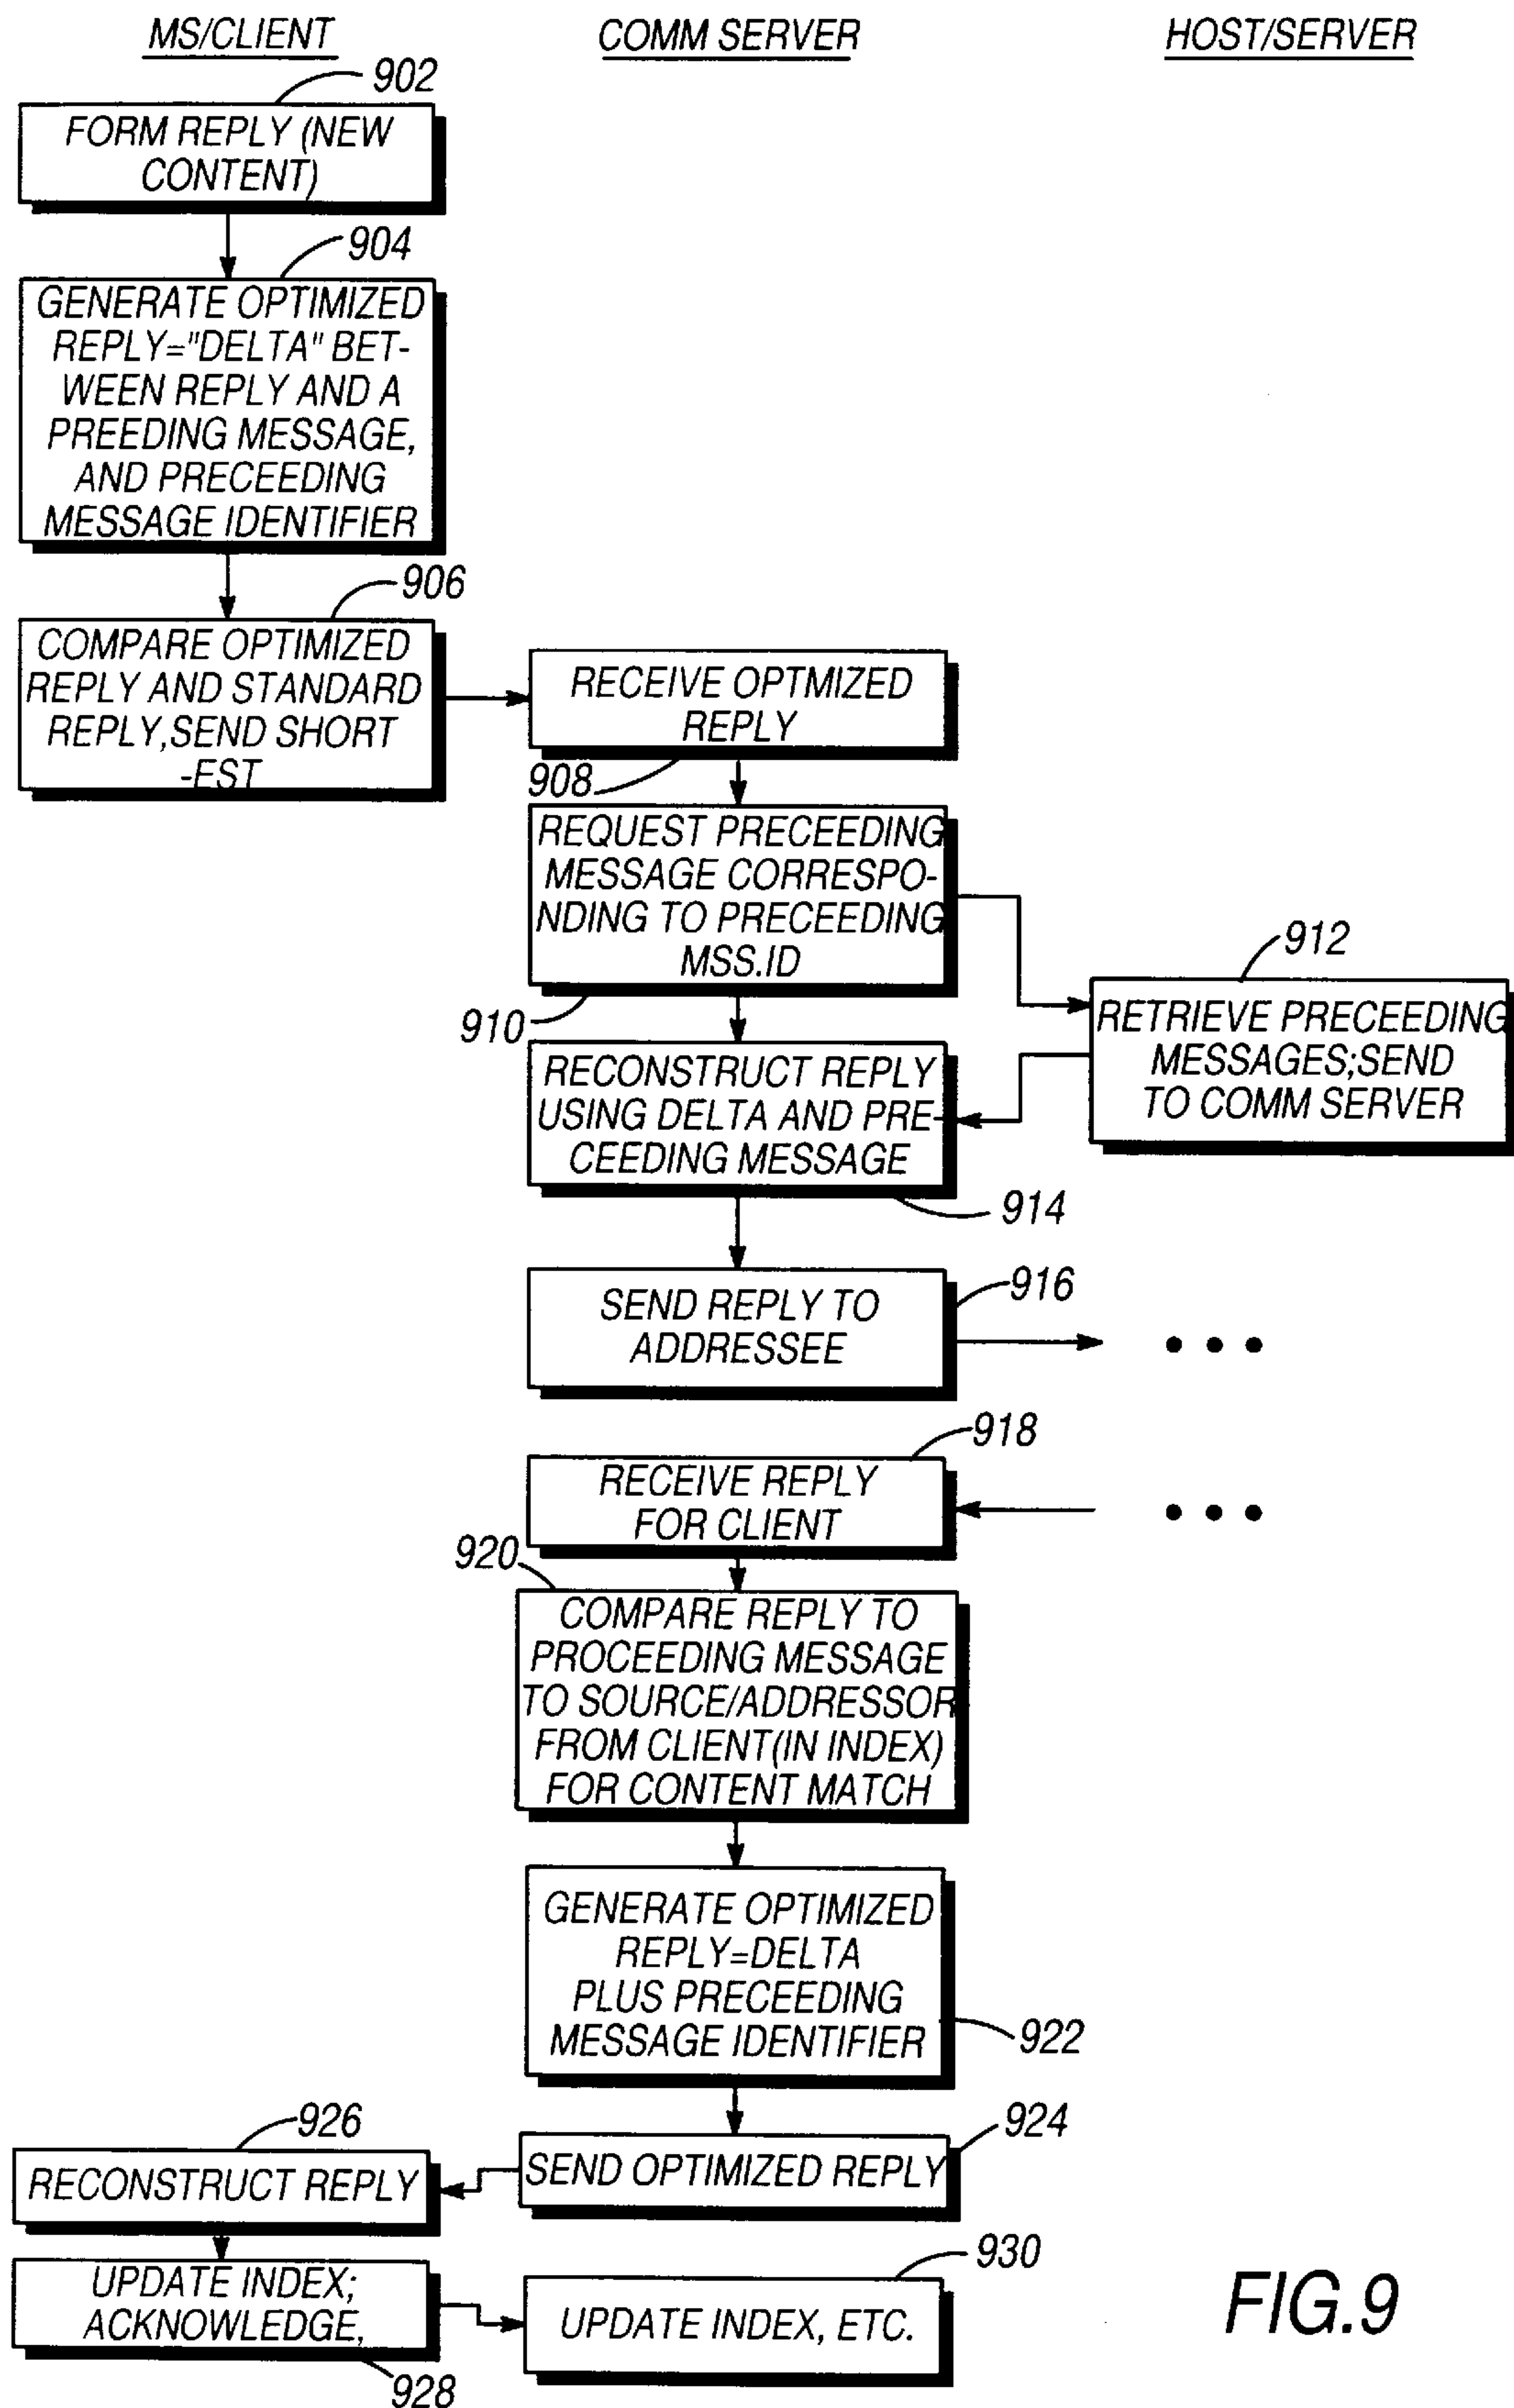 MS/CLIENT
COMM SERVER
HOST/SERVER
902
FORM REPLY (NEW
CONTENT)
904
GENERATE OPTIMIZED
REPLY="DELTA" BET-
WEEN REPLY AND A
PREEDING MESSAGE,
AND PRECEEDING
MESSAGE IDENTIFIER
906
COMPARE OPTIMIZED
REPLY AND STANDARD
REPLY,SEND SHORT
-EST
RECEIVE OPTMIZED
REPLY
908
REQUEST PRECEEDING
MESSAGE CORRESPO-
NDING TO PRECEEDING
MSS.ID
910
912
RETRIEVE PRECEEDING
MESSAGES;SEND
TO COMM SERVER
RECONSTRUCT REPLY
USING DELTA AND PRE-
CEEDING MESSAGE
914
SEND REPLY TO
ADDRESSEE
916
918
RECEIVE REPLY
FOR CLIENT
920
COMPARE REPLY TO
PROCEEDING MESSAGE
TO SOURCE/ADDRESSOR
FROM CLIENT(IN INDEX)
FOR CONTENT MATCH
GENERATE OPTIMIZED
REPLY=DELTA
PLUS PRECEEDING
MESSAGE IDENTIFIER
922
924
SEND OPTIMIZED REPLY
926
RECONSTRUCT REPLY
UPDATE INDEX;
ACKNOWLEDGE,
928
930
UPDATE INDEX, ETC.
FIG.9